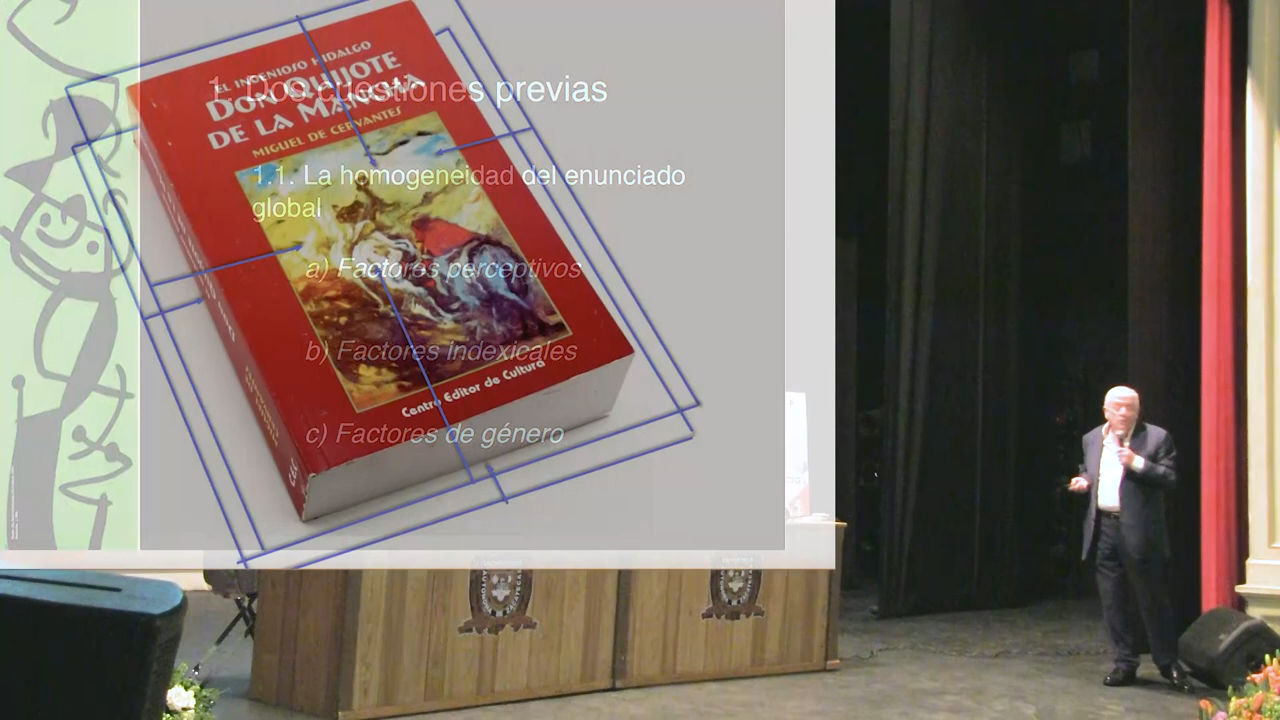 EL INGENIOSO HIDALGO
DON QUIJOTE
DE LA MANCHA
MIGUEL DE CERVANTES
Centro Editor de Cultura
CEC
1. Dos cuestiones previas
1.1. La homogeneidad del enunciado
global
a) Factores perceptivos
b) Factores indexicales
c) Factores de género